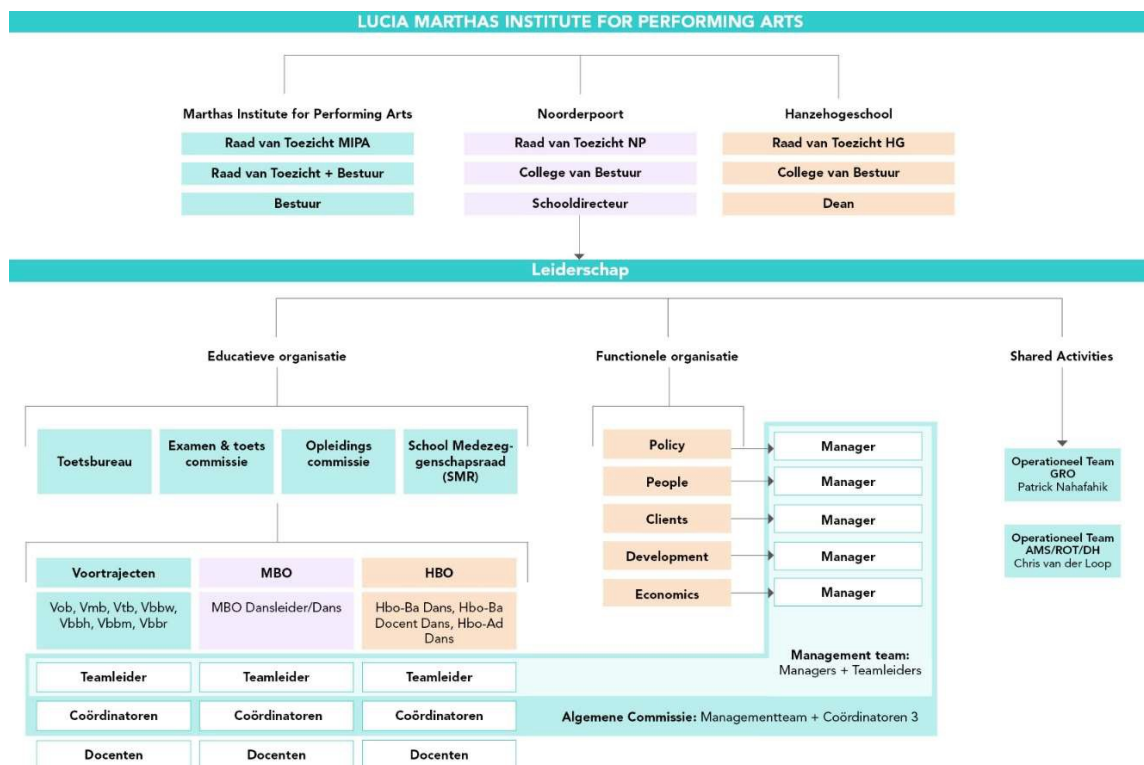 LUCIA MARTHAS INSTITUTE FOR PERFORMING ARTS
Marthas Institute for Performing Arts
Raad van Toezicht MIPA
Raad van Toezicht + Bestuur
Bestuur
Noorderpoort
Raad van Toezicht NP
College van Bestuur
Schooldirecteur
Hanzehogeschool
Raad van Toezicht HG
College van Bestuur
Dean
Leiderschap
Educatieve organisatie
Toetsbureau
Examen & toets
commissie
Opleidings
commissie
School Medezeg-
genschapsraad
(SMR)
Voortrajecten
Vob, Vmb, Vtb, Vbbw,
Vbbh, Vbbm, Vbbr
Teamleider
Coördinatoren
Docenten
MBO
MBO Dansleider/Dans
Teamleider
Coördinatoren
Docenten
HBO
Hbo-Ba Dans, Hbo-Ba
Docent Dans, Hbo-Ad
Dans
Teamleider
Coördinatoren
Docenten
Functionele organisatie
Policy
Manager
People
Manager
Clients
Manager
Development
Manager
Economics
Manager
Management team:
Managers + Teamleiders
Algemene Commissie: Managementteam + Coördinatoren 3
Shared Activities
Operationeel Team
GRO
Patrick Nahafahik
Operationeel Team
AMS/ROT/DH
Chris van der Loop